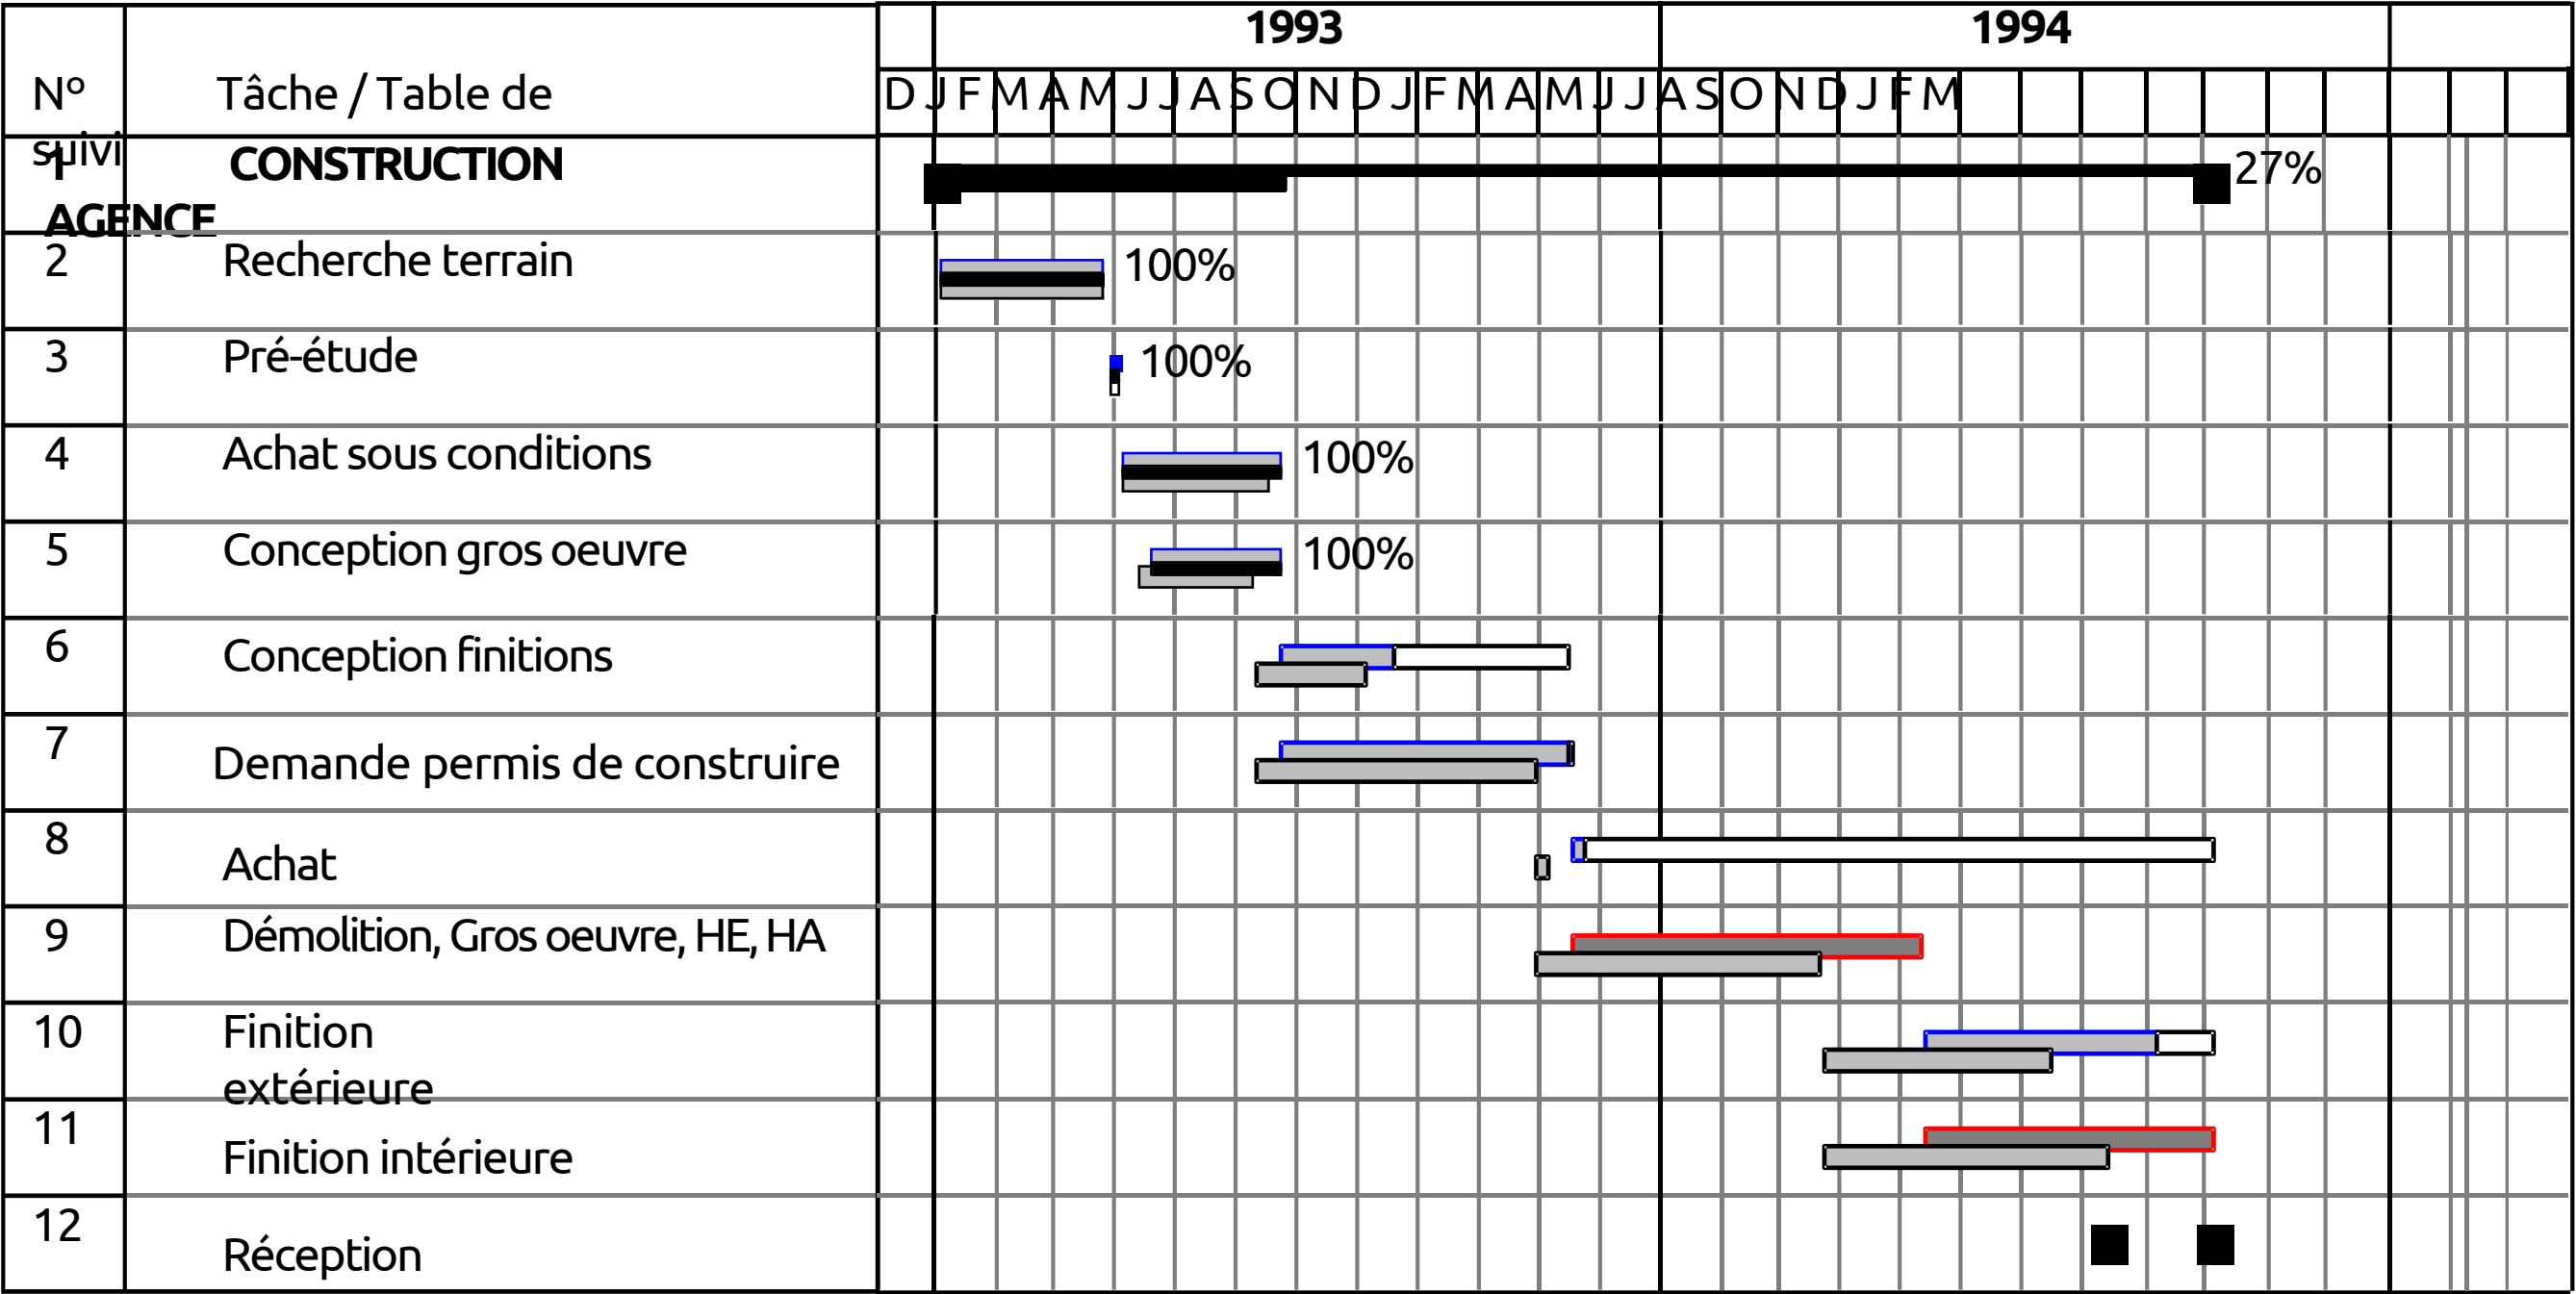 1993 1994
N° Tâche / Table de
suivi
D J F M A M J J A S O N D J F M A M J J A S O N D J F M
1 CONSTRUCTION
AGENCE
27%
2 Recherche terrain 100%
3 Pré-étude 100%
4 Achat sous conditions 100%
5 Conception gros oeuvre 100%
6 Conception finitions
7 Demande permis de construire
8 Achat
9 Démolition, Gros oeuvre, HE, HA
10 Finition
extérieure
11 Finition intérieure
12 Réception